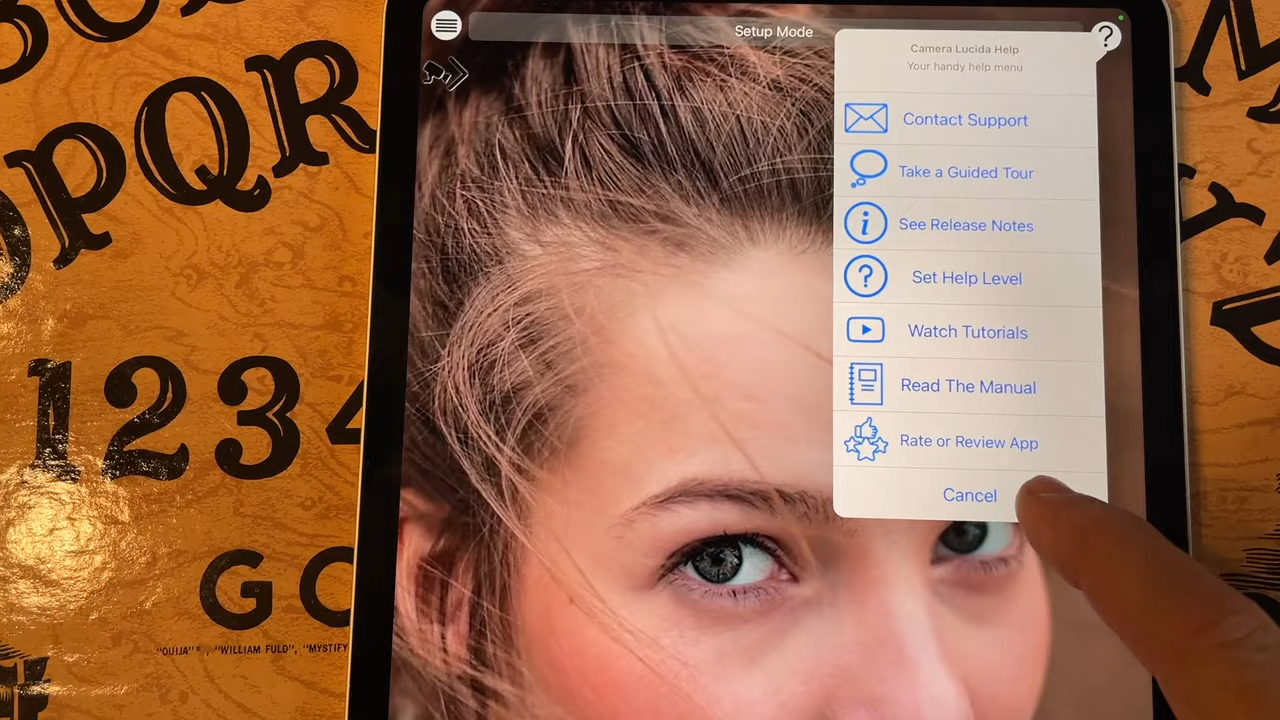 PQR
1234
GO
"OUIJA"®, "WILLIAM FULD", "MYSTIFY
Setup Mode
?
Camera Lucida Help
Your handy help menu
Contact Support
Take a Guided Tour
i See Release Notes
? Set Help Level
Watch Tutorials
Read The Manual
Rate or Review App
Cancel